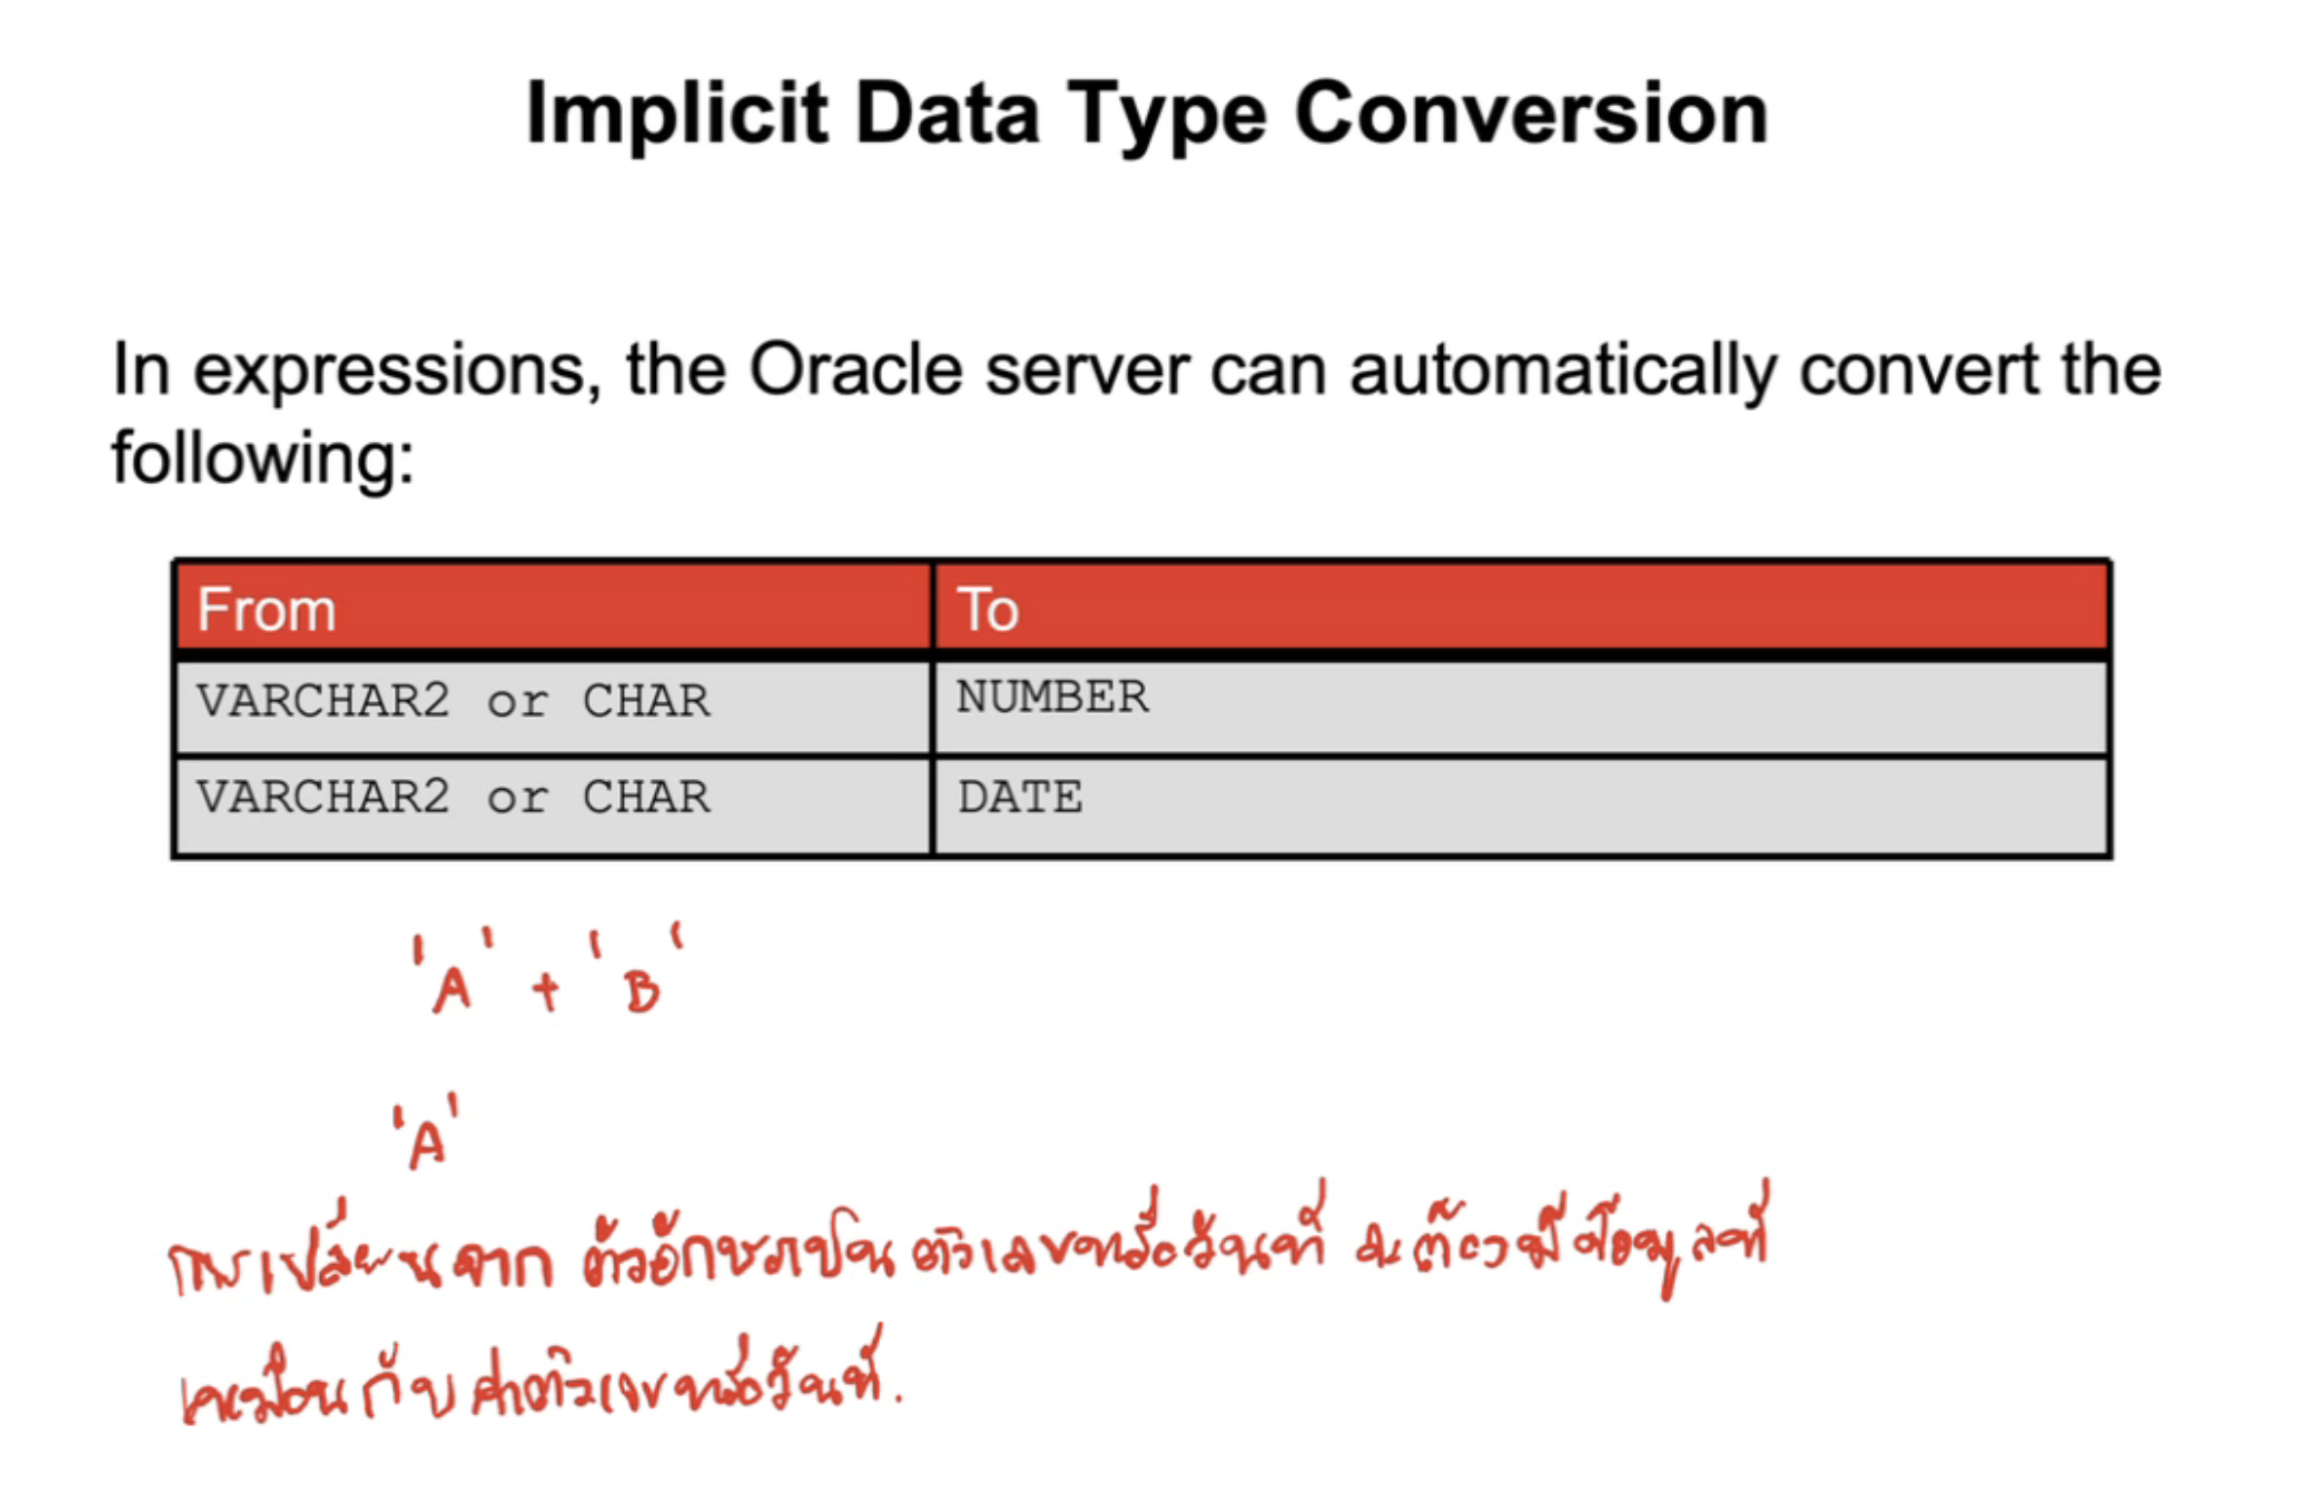 Implicit Data Type Conversion
In expressions, the Oracle server can automatically convert the
following:
From To
VARCHAR2 or CHAR NUMBER
VARCHAR2 or CHAR DATE
'A' + 'B'
'A'
การเปลี่ยนจาก ตัวอักษรเป็น ตัวเลขหรือวันที่ จะต้องมีข้อมูลที่
เหมือนกับ ค่าตัวเลขหรือวันที่.